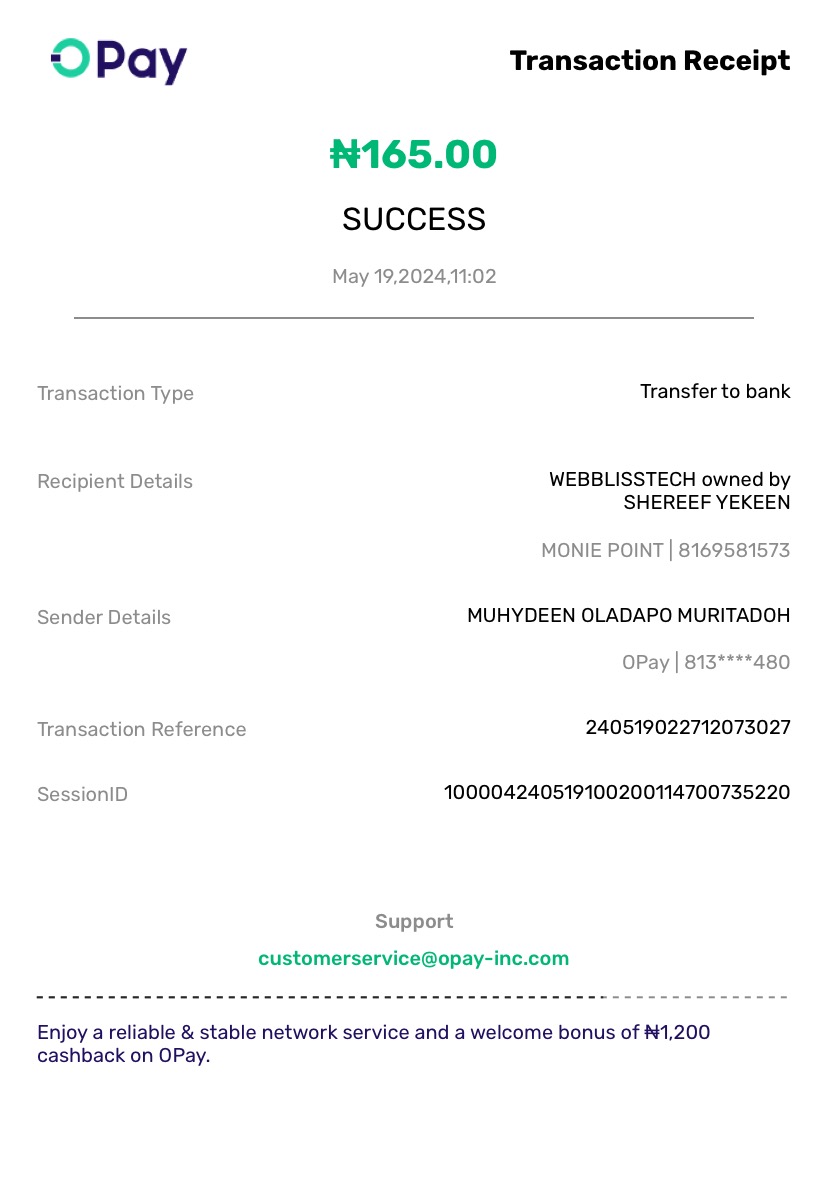 OPay
Transaction Receipt
₦165.00
SUCCESS
May 19,2024,11:02
Transaction Type
Transfer to bank
Recipient Details
WEBBLISSTECH owned by
SHEREEF YEKEEN
MONIE POINT | 8169581573
Sender Details
MUHYDEEN OLADAPO MURITADOH
OPay | 813****480
Transaction Reference
240519022712073027
SessionID
100004240519100200114700735220
Support
customerservice@opay-inc.com
Enjoy a reliable & stable network service and a welcome bonus of ₦1,200
cashback on OPay.